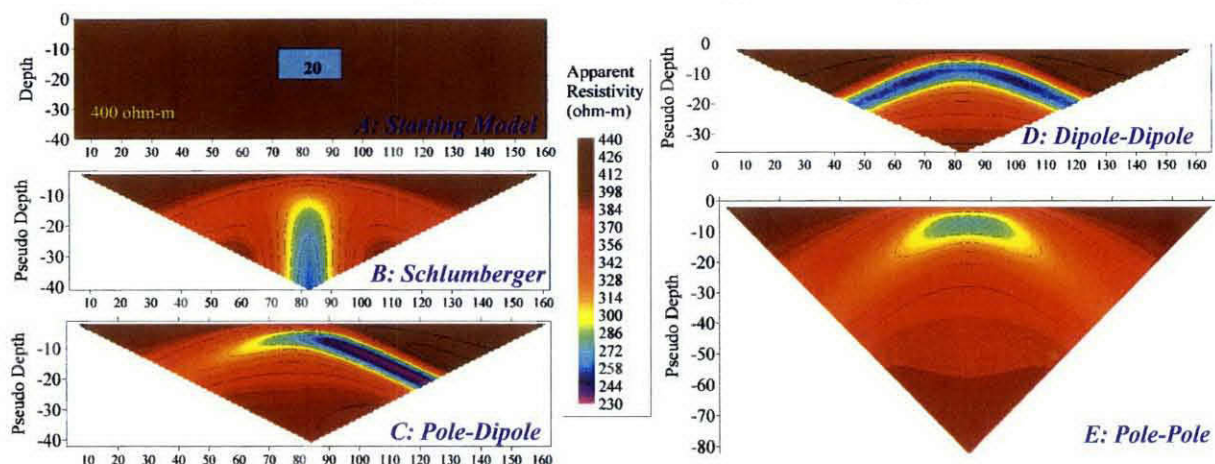 0
-10
-20
-30
-40
Depth
20
400 ohm-m
A: Starting Model
10 20 30 40 50 60 70 80 90 100 110 120 130 140 150 160
-10
-20
-30
-40
Pseudo Depth
B: Schlumberger
10 20 30 40 50 60 70 80 90 100 110 120 130 140 150 160
-10
-20
-30
-40
Pseudo Depth
C: Pole-Dipole
10 20 30 40 50 60 70 80 90 100 110 120 130 140 150 160
Apparent
Resistivity
(ohm-m)
440
426
412
398
384
370
356
342
328
314
300
286
272
258
244
230
-0
-10
-20
-30
Pseudo Depth
D: Dipole-Dipole
0 10 20 30 40 50 60 70 80 90 100 110 120 130 140 150 160
0
-10
-20
-30
-40
-50
-60
-70
-80
Pseudo Depth
E: Pole-Pole